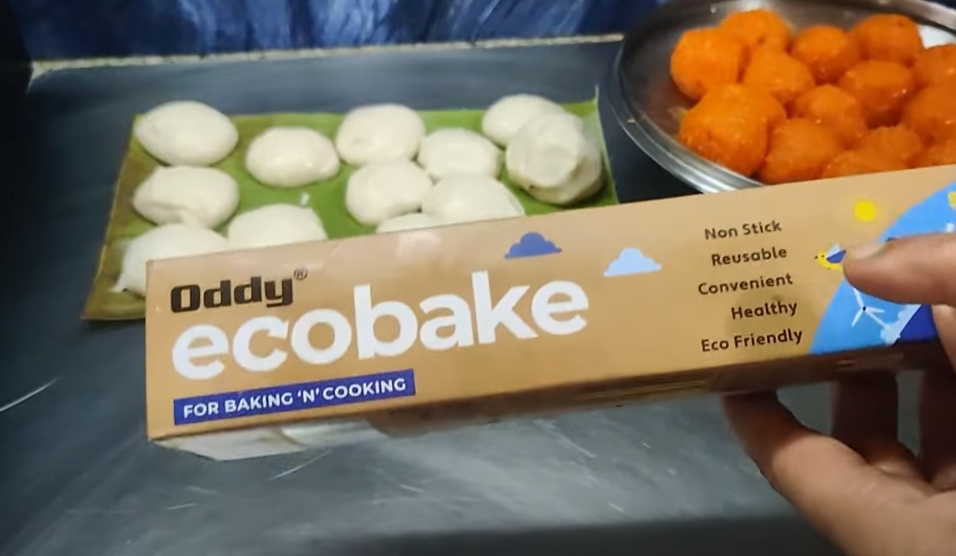 Oddy®
ecobake
FOR BAKING 'N' COOKING
Non Stick
Reusable
Convenient
Healthy
Eco Friendly